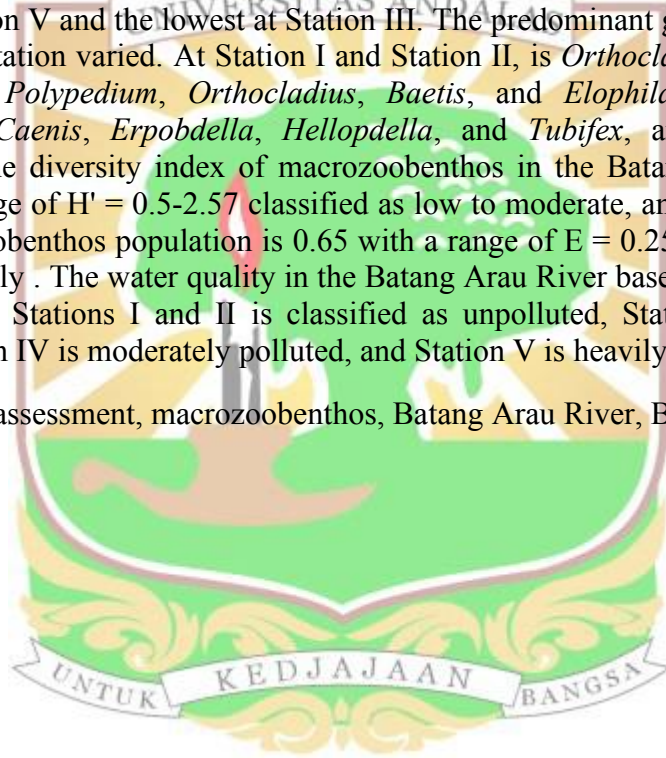 on V and the lowest at Station III. The predominant g
UNIVERSITAS ANDALAS
tation varied. At Station I and Station II, is Orthocla
Polypedium, Orthocladius, Baetis, and Elophila
Caenis, Erpobdella, Hellopdella, and Tubifex, a
e diversity index of macrozoobenthos in the Bata
ge of H' = 0.5-2.57 classified as low to moderate, an
obenthos population is 0.65 with a range of E = 0.25
ly . The water quality in the Batang Arau River base
Stations I and II is classified as unpolluted, Stat
n IV is moderately polluted, and Station V is heavily
assessment, macrozoobenthos, Batang Arau River, B
UNTUK KEDJAJAAN BANGSA